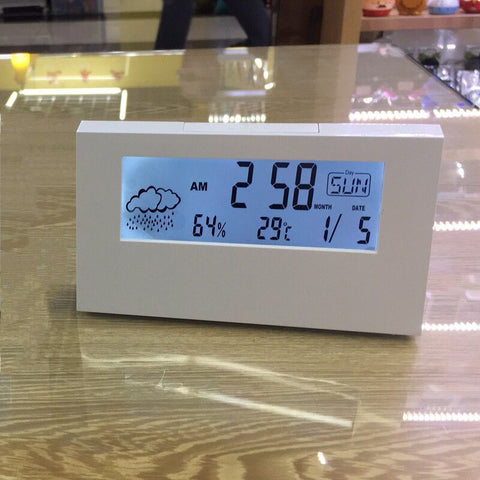 AM 2 58 Day SUN
MONTH DATE
64% 29°C 1/ 5